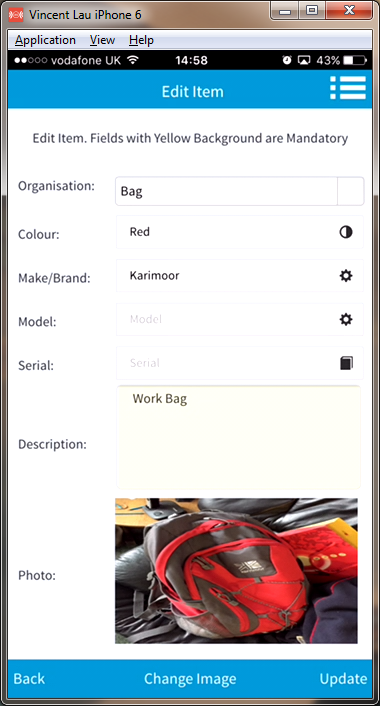 Vincent Lau iPhone 6
Application View Help
vodafone UK 14:58 43%
Edit Item
Edit Item. Fields with Yellow Background are Mandatory
Organisation: Bag
Colour: Red
Make/Brand: Karimoor
Model: Model
Serial: Serial
Description: Work Bag
Photo:
Back Change Image Update